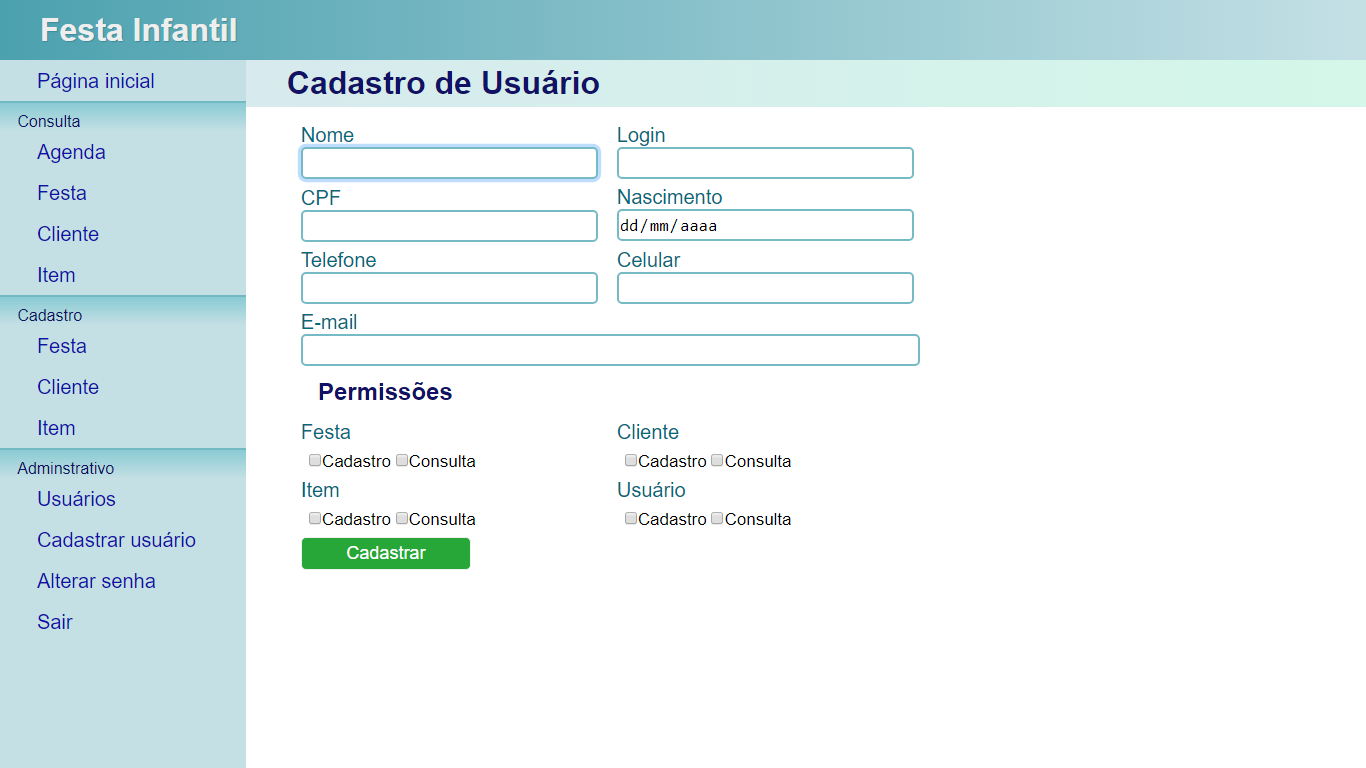 Festa Infantil
Página inicial
Consulta
Agenda
Festa
Cliente
Item
Cadastro
Festa
Cliente
Item
Adminstrativo
Usuários
Cadastrar usuário
Alterar senha
Sair
Cadastro de Usuário
Nome Login
CPF Nascimento
dd/mm/aaaa
Telefone Celular
E-mail
Permissões
Festa Cliente
Cadastro Consulta Cadastro Consulta
Item Usuário
Cadastro Consulta Cadastro Consulta
Cadastrar